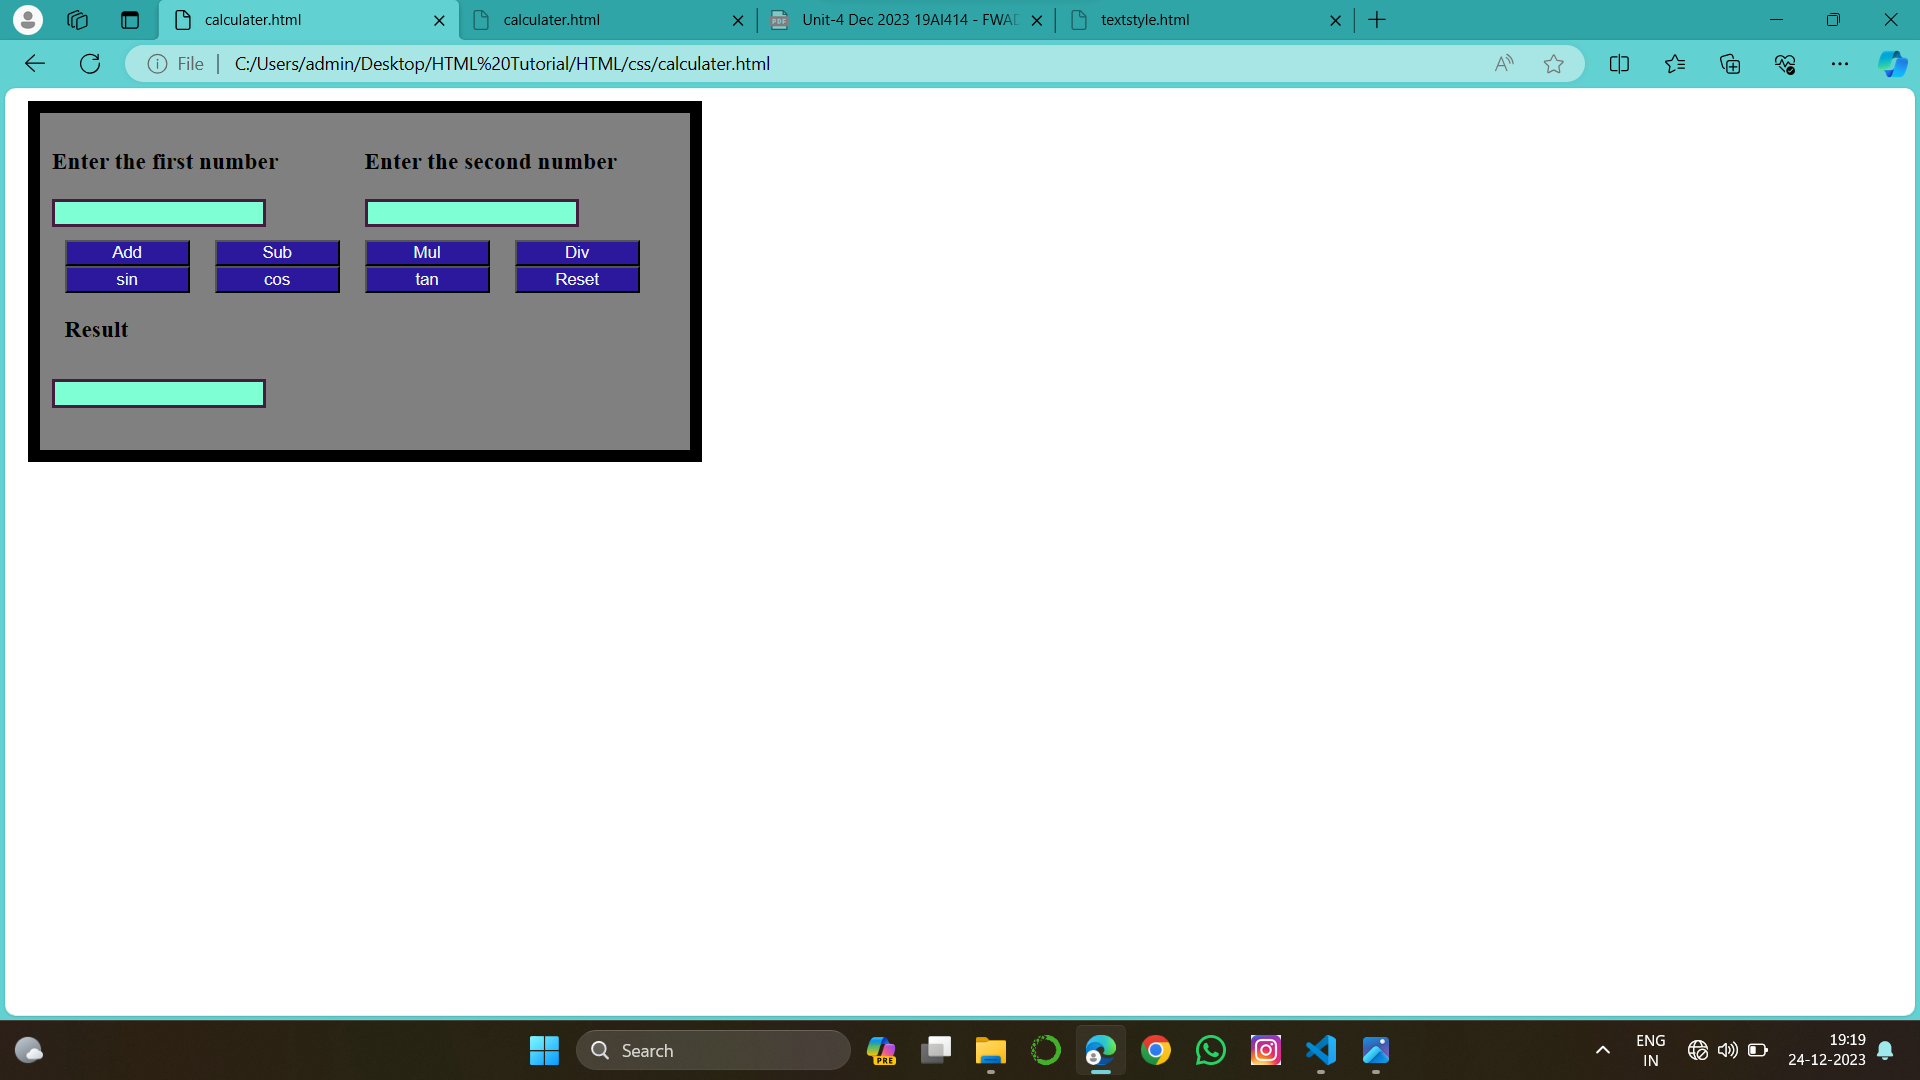 calculater.html
calculater.html
Unit-4 Dec 2023 19AI414 - FWAD
textstyle.html
File
C:/Users/admin/Desktop/HTML%20Tutorial/HTML/css/calculater.html
Enter the first number
Enter the second number
Add
Sub
Mul
Div
sin
cos
tan
Reset
Result
Search
PRE
ENG
IN
19:19
24-12-2023